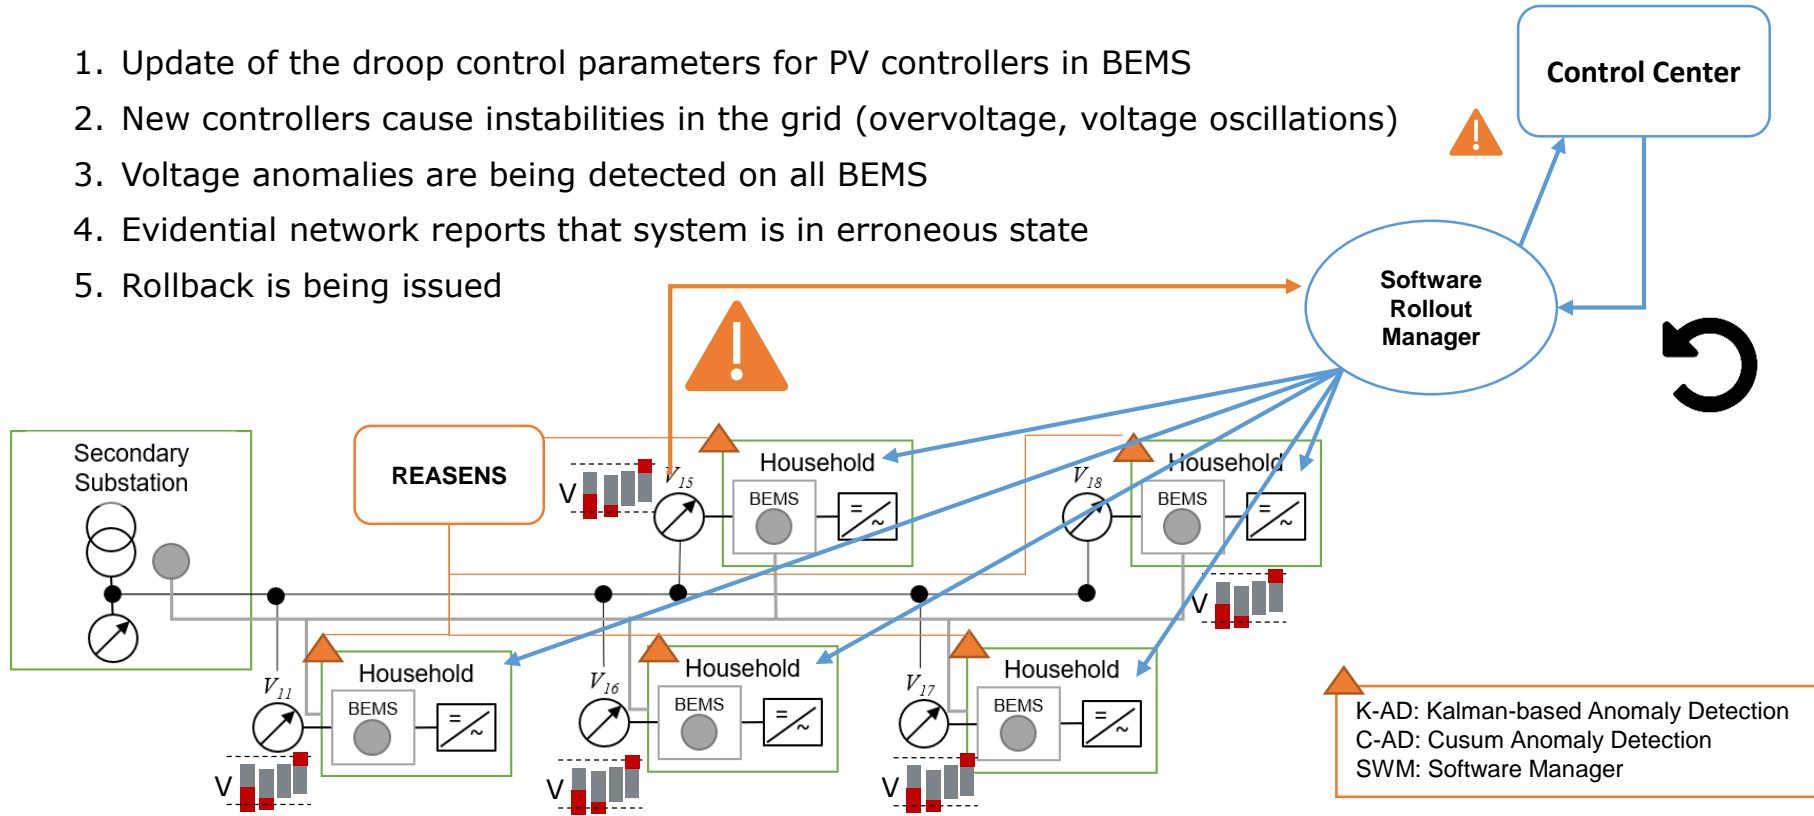 1. Update of the droop control parameters for PV controllers in BEMS
2. New controllers cause instabilities in the grid (overvoltage, voltage oscillations)
3. Voltage anomalies are being detected on all BEMS
4. Evidential network reports that system is in erroneous state
5. Rollback is being issued
Control Center
Software
Rollout
Manager
Secondary
Substation
REASENS
V
V15
Household
BEMS
=
~
V18
Household
BEMS
=
~
V
V11
Household
BEMS
=
~
V
V16
Household
BEMS
=
~
V
V17
Household
BEMS
=
~
V
K-AD: Kalman-based Anomaly Detection
C-AD: Cusum Anomaly Detection
SWM: Software Manager